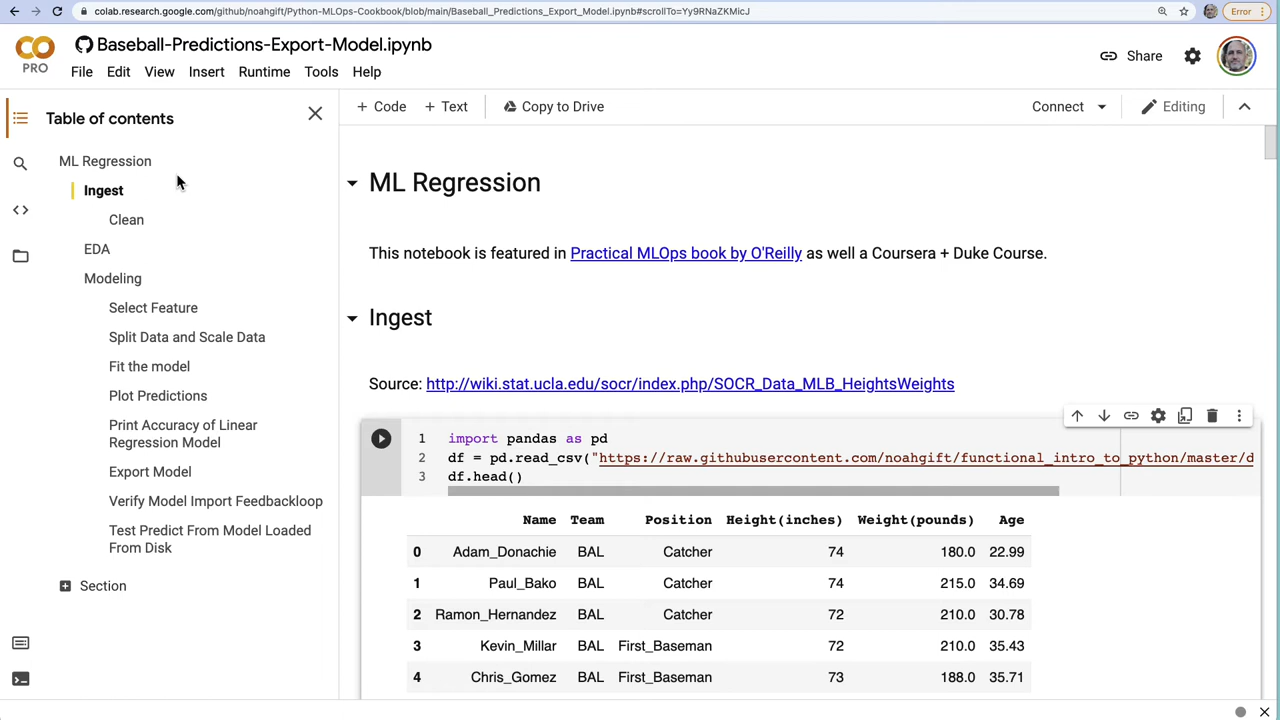 colab.research.google.com/github/noahgift/Python-MLOps-Cookbook/blob/main/Baseball_Predictions_Export_Model.ipynb#scrollTo=Yy9RNaZKMicJ
Error
PRO
Baseball-Predictions-Export-Model.ipynb
File Edit View Insert Runtime Tools Help
Share
Table of contents
ML Regression
Ingest
Clean
EDA
Modeling
Select Feature
Split Data and Scale Data
Fit the model
Plot Predictions
Print Accuracy of Linear
Regression Model
Export Model
Verify Model Import Feedbackloop
Test Predict From Model Loaded
From Disk
Section
+ Code + Text Copy to Drive Connect Editing
ML Regression
This notebook is featured in Practical MLOps book by O'Reilly as well a Coursera + Duke Course.
Ingest
Source: http://wiki.stat.ucla.edu/socr/index.php/SOCR_Data_MLB_HeightsWeights
1 import pandas as pd
2 df = pd.read_csv("https://raw.githubusercontent.com/noahgift/functional_intro_to_python/master/d
3 df.head()
Name Team Position Height(inches) Weight(pounds) Age
0 Adam_Donachie BAL Catcher 74 180.0 22.99
1 Paul_Bako BAL Catcher 74 215.0 34.69
2 Ramon_Hernandez BAL Catcher 72 210.0 30.78
3 Kevin_Millar BAL First_Baseman 72 210.0 35.43
4 Chris_Gomez BAL First_Baseman 73 188.0 35.71